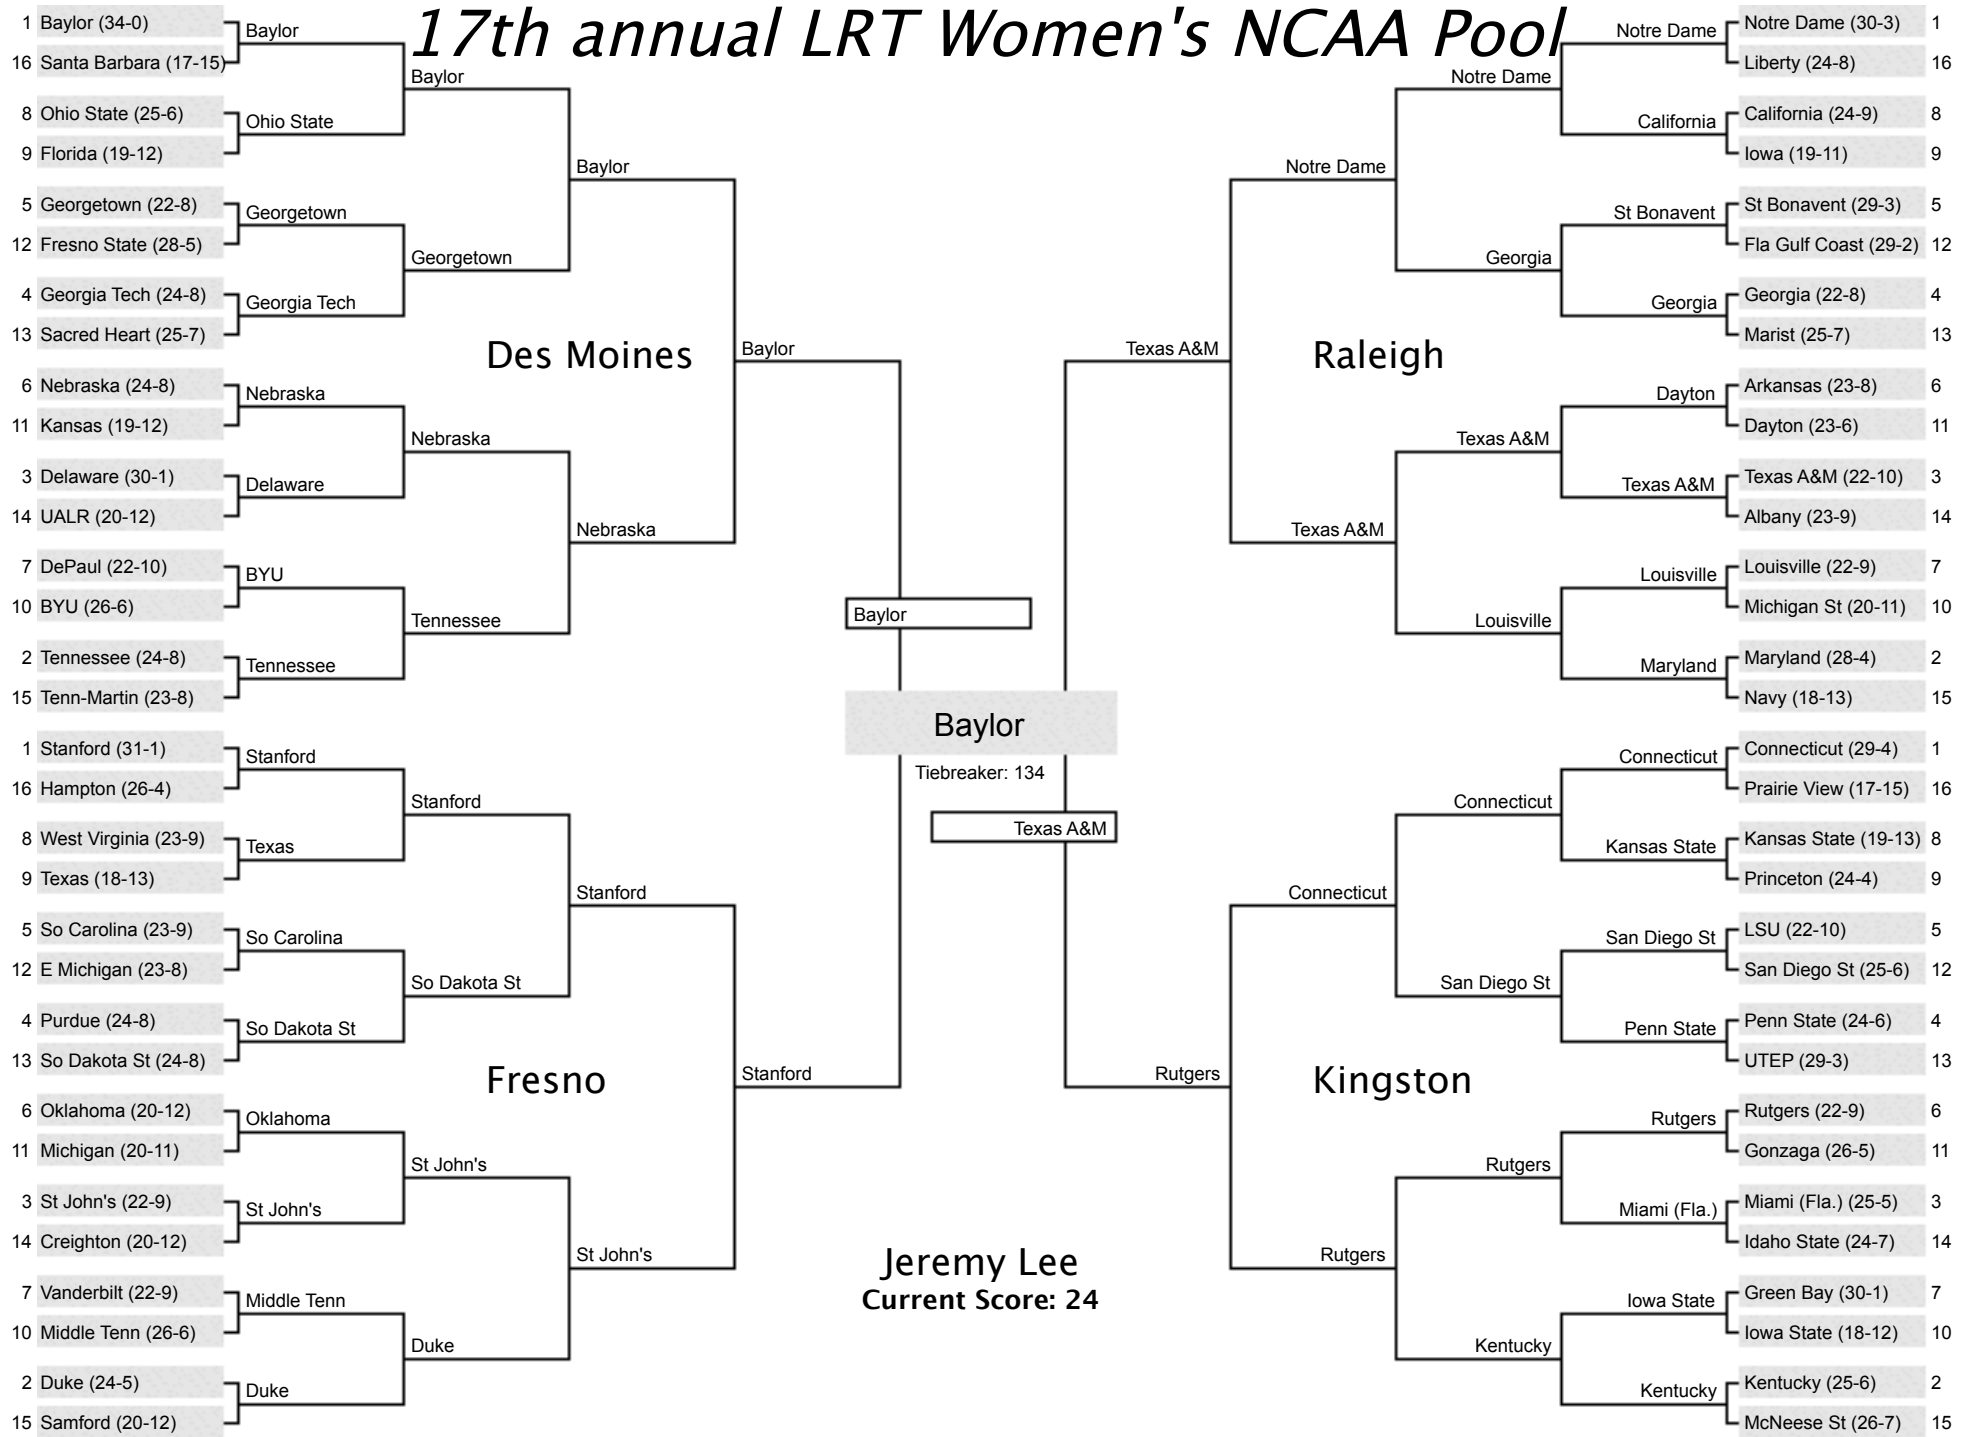 17th annual LRT Women's NCAA Pool
1 Baylor (34-0)
16 Santa Barbara (17-15)
8 Ohio State (25-6)
9 Florida (19-12)
5 Georgetown (22-8)
12 Fresno State (28-5)
4 Georgia Tech (24-8)
13 Sacred Heart (25-7)
6 Nebraska (24-8)
11 Kansas (19-12)
3 Delaware (30-1)
14 UALR (20-12)
7 DePaul (22-10)
10 BYU (26-6)
2 Tennessee (24-8)
15 Tenn-Martin (23-8)
1 Stanford (31-1)
16 Hampton (26-4)
8 West Virginia (23-9)
9 Texas (18-13)
5 So Carolina (23-9)
12 E Michigan (23-8)
4 Purdue (24-8)
13 So Dakota St (24-8)
6 Oklahoma (20-12)
11 Michigan (20-11)
3 St John's (22-9)
14 Creighton (20-12)
7 Vanderbilt (22-9)
10 Middle Tenn (26-6)
2 Duke (24-5)
15 Samford (20-12)
Baylor
Ohio State
Georgetown
Georgia Tech
Nebraska
Delaware
BYU
Tennessee
Stanford
Texas
So Carolina
So Dakota St
Oklahoma
St John's
Middle Tenn
Duke
Baylor
Georgetown
Nebraska
Tennessee
Stanford
So Dakota St
St John's
Duke
Baylor
Nebraska
Stanford
St John's
Des Moines
Fresno
Baylor
Stanford
Baylor
Baylor
Tiebreaker: 134
Texas A&M
Jeremy Lee
Current Score: 24
Texas A&M
Rutgers
Raleigh
Kingston
Notre Dame
Texas A&M
Connecticut
Rutgers
Notre Dame
Georgia
Texas A&M
Louisville
Connecticut
San Diego St
Rutgers
Kentucky
Notre Dame
California
St Bonavent
Georgia
Dayton
Texas A&M
Louisville
Maryland
Connecticut
Kansas State
San Diego St
Penn State
Rutgers
Miami (Fla.)
Iowa State
Kentucky
Notre Dame (30-3) 1
Liberty (24-8) 16
California (24-9) 8
Iowa (19-11) 9
St Bonavent (29-3) 5
Fla Gulf Coast (29-2) 12
Georgia (22-8) 4
Marist (25-7) 13
Arkansas (23-8) 6
Dayton (23-6) 11
Texas A&M (22-10) 3
Albany (23-9) 14
Louisville (22-9) 7
Michigan St (20-11) 10
Maryland (28-4) 2
Navy (18-13) 15
Connecticut (29-4) 1
Prairie View (17-15) 16
Kansas State (19-13) 8
Princeton (24-4) 9
LSU (22-10) 5
San Diego St (25-6) 12
Penn State (24-6) 4
UTEP (29-3) 13
Rutgers (22-9) 6
Gonzaga (26-5) 11
Miami (Fla.) (25-5) 3
Idaho State (24-7) 14
Green Bay (30-1) 7
Iowa State (18-12) 10
Kentucky (25-6) 2
McNeese St (26-7) 15